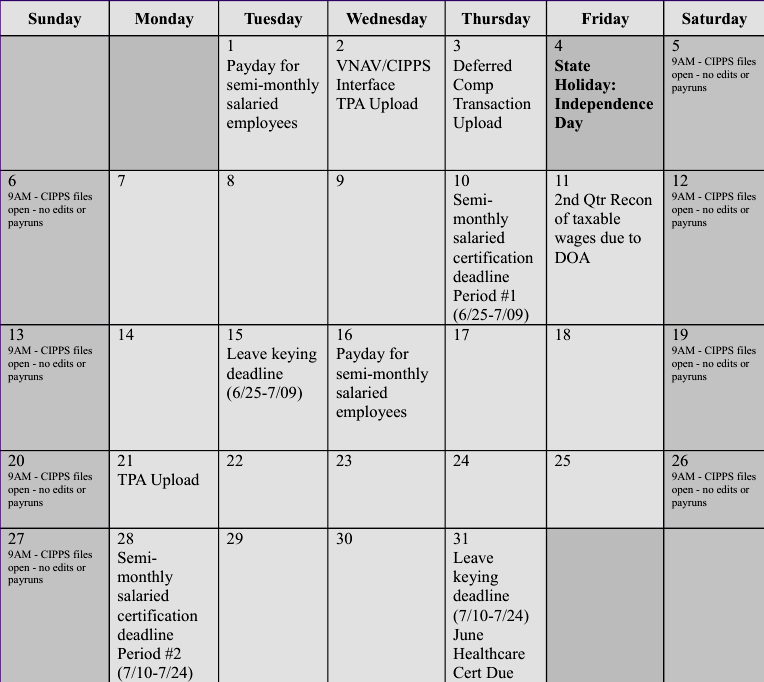 Sunday Monday Tuesday Wednesday Thursday Friday Saturday
1
Payday for
semi-monthly
salaried
employees
2
VNAV/CIPPS
Interface
TPA Upload
3
Deferred
Comp
Transaction
Upload
4
State
Holiday:
Independence
Day
5
9AM - CIPPS files
open - no edits or
payruns
6
9AM - CIPPS files
open - no edits or
payruns
7
8
9
10
Semi-
monthly
salaried
certification
deadline
Period #1
(6/25-7/09)
11
2nd Qtr Recon
of taxable
wages due to
DOA
12
9AM - CIPPS files
open - no edits or
payruns
13
9AM - CIPPS files
open - no edits or
payruns
14
15
Leave keying
deadline
(6/25-7/09)
16
Payday for
semi-monthly
salaried
employees
17
18
19
9AM - CIPPS files
open - no edits or
payruns
20
9AM - CIPPS files
open - no edits or
payruns
21
TPA Upload
22
23
24
25
26
9AM - CIPPS files
open - no edits or
payruns
27
9AM - CIPPS files
open - no edits or
payruns
28
Semi-
monthly
salaried
certification
deadline
Period #2
(7/10-7/24)
29
30
31
Leave
keying
deadline
(7/10-7/24)
June
Healthcare
Cert Due